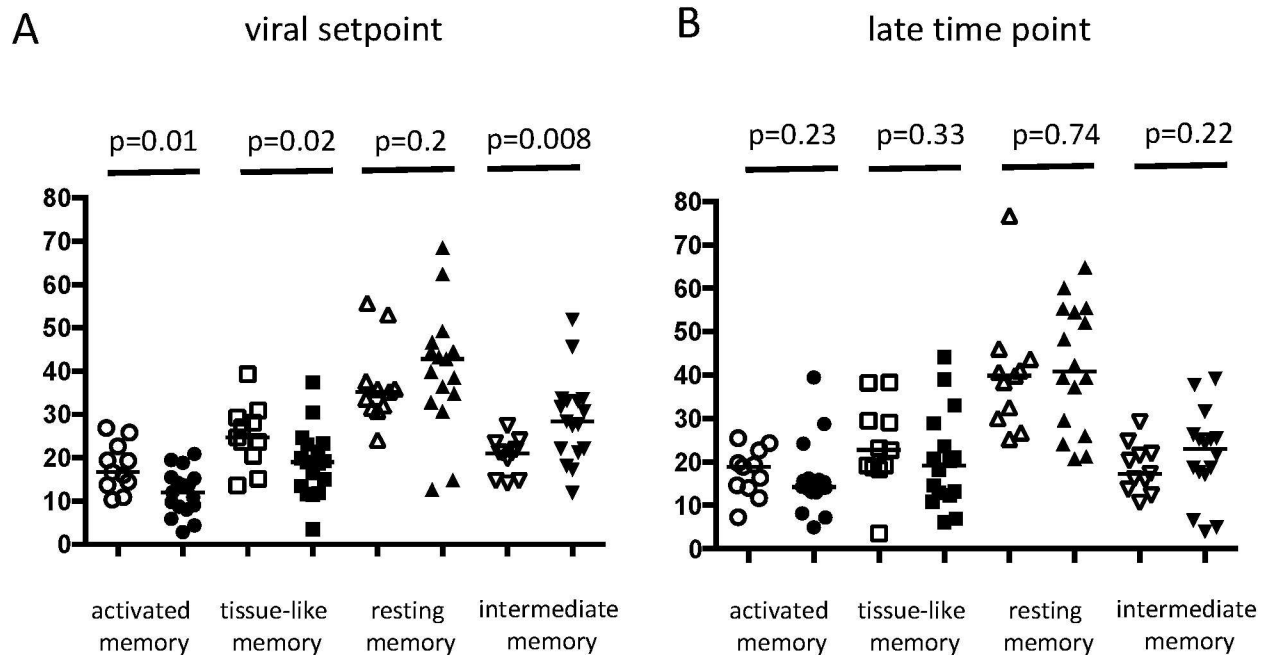 A
viral setpoint
p=0.01
p=0.02
p=0.2
p=0.008
80
70
60
50
40
30
20
10
0
activated
memory
tissue-like
memory
resting
memory
intermediate
memory
B
late time point
p=0.23
p=0.33
p=0.74
p=0.22
80
70
60
50
40
30
20
10
0
activated
memory
tissue-like
memory
resting
memory
intermediate
memory